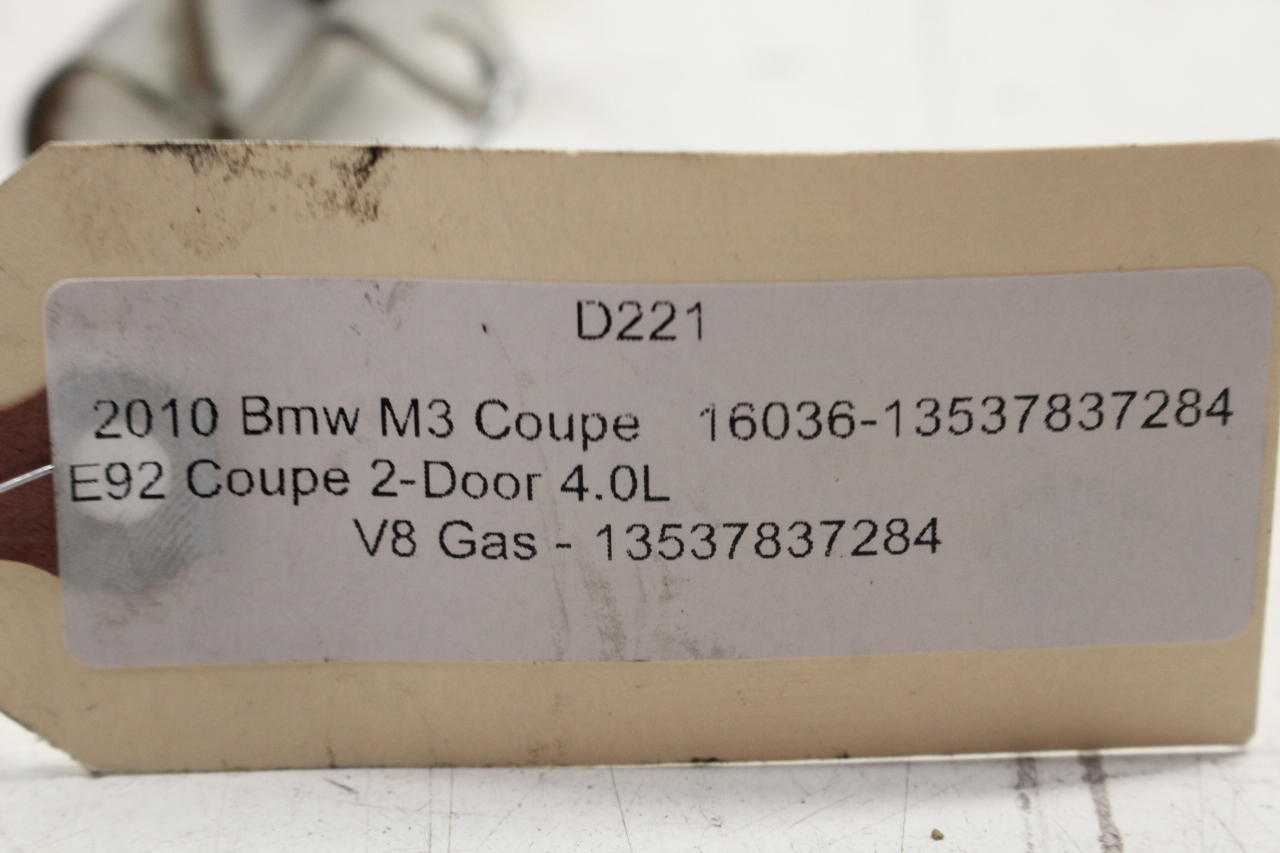 D221
2010 Bmw M3 Coupe 16036-13537837284
E92 Coupe 2-Door 4.0L
V8 Gas - 13537837284